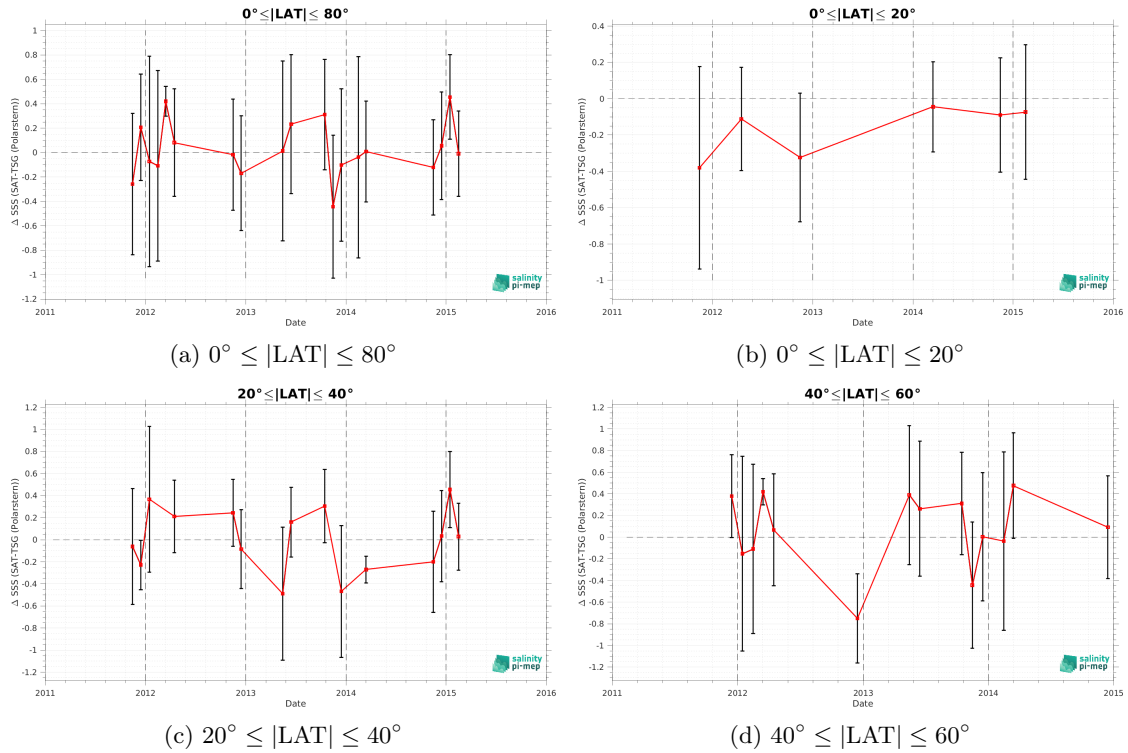 0°≤|LAT|≤ 80°
1
0.8
0.6
0.4
0.2
0
-0.2
-0.4
-0.6
-0.8
-1
-1.2
Δ SSS (SAT-TSG (Polarstern))
2011 2012 2013 2014 2015 2016
Date
salinity
pi-mep
(a) 0° ≤ |LAT| ≤ 80°
0°≤|LAT|≤ 20°
0.4
0.2
0
-0.2
-0.4
-0.6
-0.8
-1
Δ SSS (SAT-TSG (Polarstern))
2011 2012 2013 2014 2015 2016
Date
salinity
pi-mep
(b) 0° ≤ |LAT| ≤ 20°
20°≤|LAT|≤ 40°
1.2
1
0.8
0.6
0.4
0.2
0
-0.2
-0.4
-0.6
-0.8
-1
-1.2
Δ SSS (SAT-TSG (Polarstern))
2011 2012 2013 2014 2015 2016
Date
salinity
pi-mep
(c) 20° ≤ |LAT| ≤ 40°
40°≤|LAT|≤ 60°
1.2
1
0.8
0.6
0.4
0.2
0
-0.2
-0.4
-0.6
-0.8
-1
-1.2
Δ SSS (SAT-TSG (Polarstern))
2011 2012 2013 2014 2015
Date
salinity
pi-mep
(d) 40° ≤ |LAT| ≤ 60°